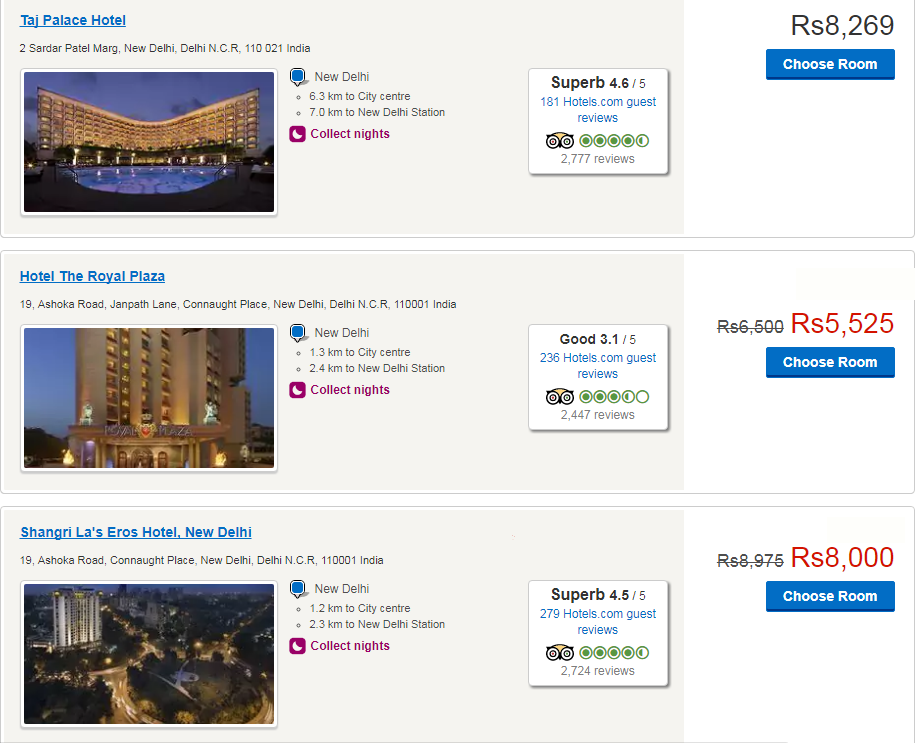 Taj Palace Hotel
2 Sardar Patel Marg, New Delhi, Delhi N.C.R, 110 021 India
New Delhi
6.3 km to City centre
7.0 km to New Delhi Station
Collect nights
Superb 4.6 / 5
181 Hotels.com guest
reviews
2,777 reviews
Rs8,269
Choose Room
Hotel The Royal Plaza
19, Ashoka Road, Janpath Lane, Connaught Place, New Delhi, Delhi N.C.R, 110001 India
ROYAL PLAZA
New Delhi
1.3 km to City centre
2.4 km to New Delhi Station
Collect nights
Good 3.1 / 5
236 Hotels.com guest
reviews
2,447 reviews
Rs6,500 Rs5,525
Choose Room
Shangri La's Eros Hotel, New Delhi
19, Ashoka Road, Connaught Place, New Delhi, Delhi N.C.R, 110001 India
New Delhi
1.2 km to City centre
2.3 km to New Delhi Station
Collect nights
Superb 4.5 / 5
279 Hotels.com guest
reviews
2,724 reviews
Rs8,975 Rs8,000
Choose Room